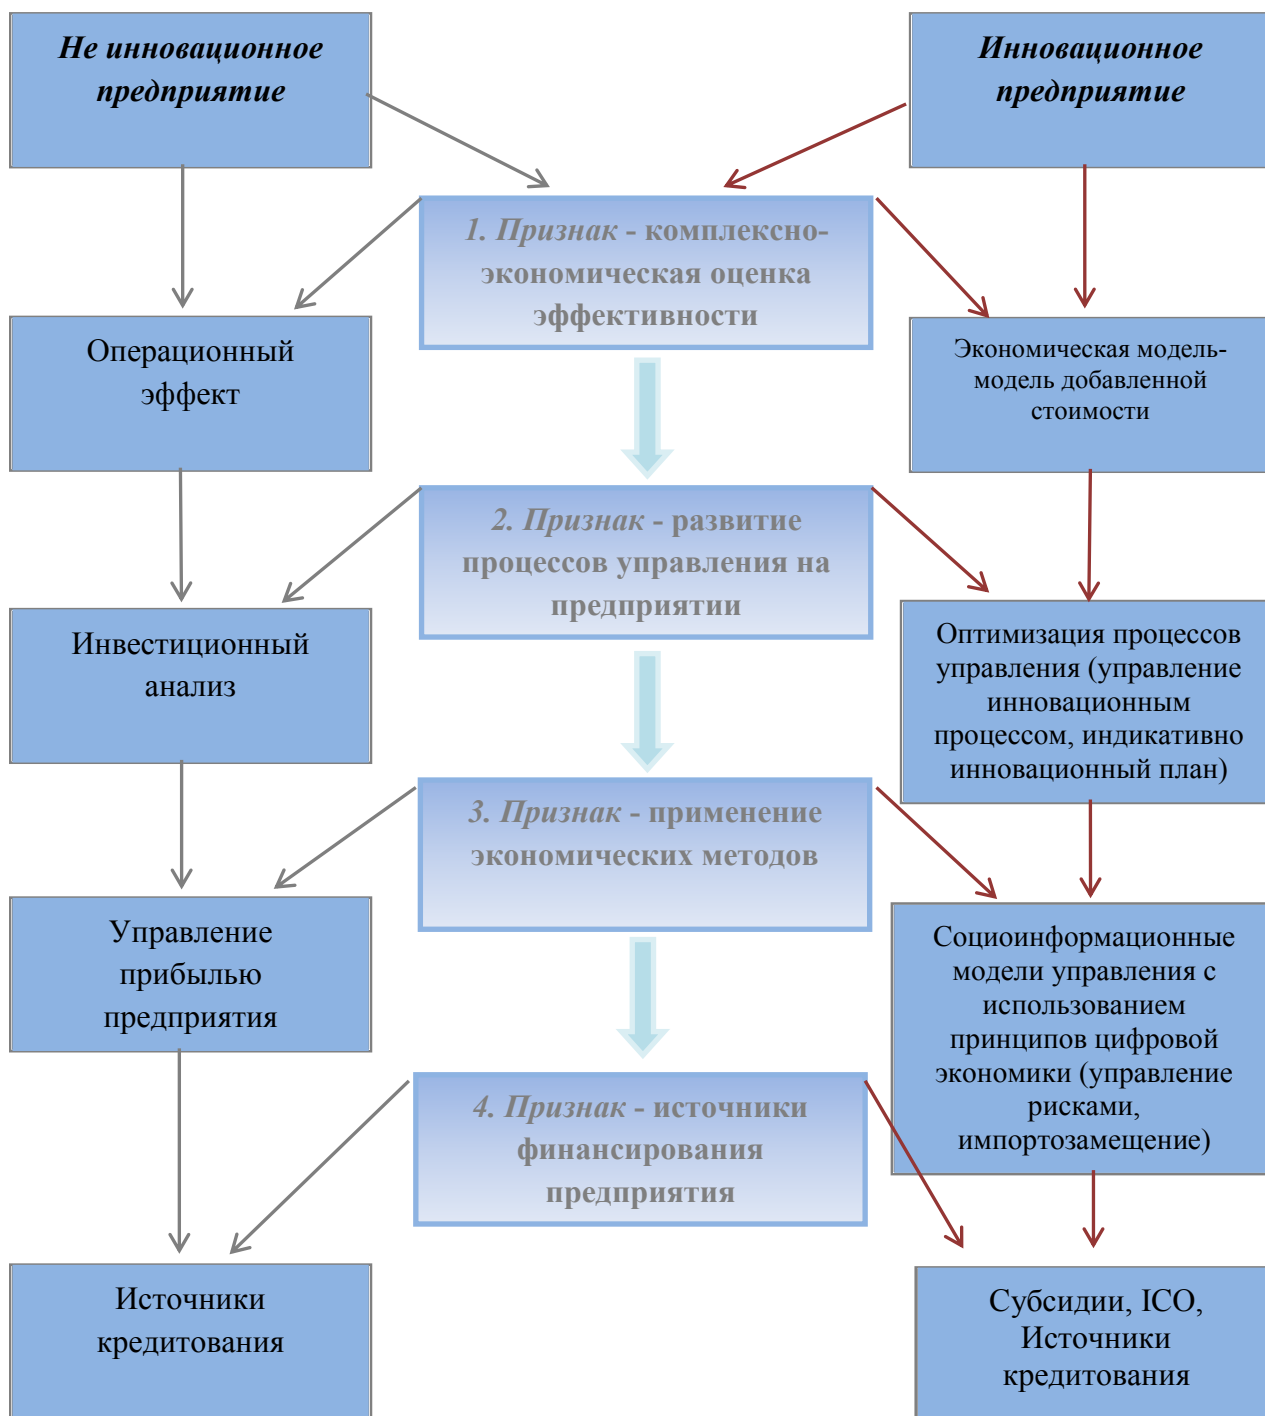 Не инновационное
предприятие
Инновационное
предприятие
1. Признак - комплексно-
экономическая оценка
эффективности
Операционный
эффект
Экономическая модель-
модель добавленной
стоимости
2. Признак - развитие
процессов управления на
предприятии
Инвестиционный
анализ
Оптимизация процессов
управления (управление
инновационным
процессом, индикативно
инновационный план)
3. Признак - применение
экономических методов
Управление
прибылью
предприятия
Социоинформационные
модели управления с
использованием
принципов цифровой
экономики (управление
рисками,
импортозамещение)
4. Признак - источники
финансирования
предприятия
Источники
кредитования
Субсидии, ICO,
Источники
кредитования